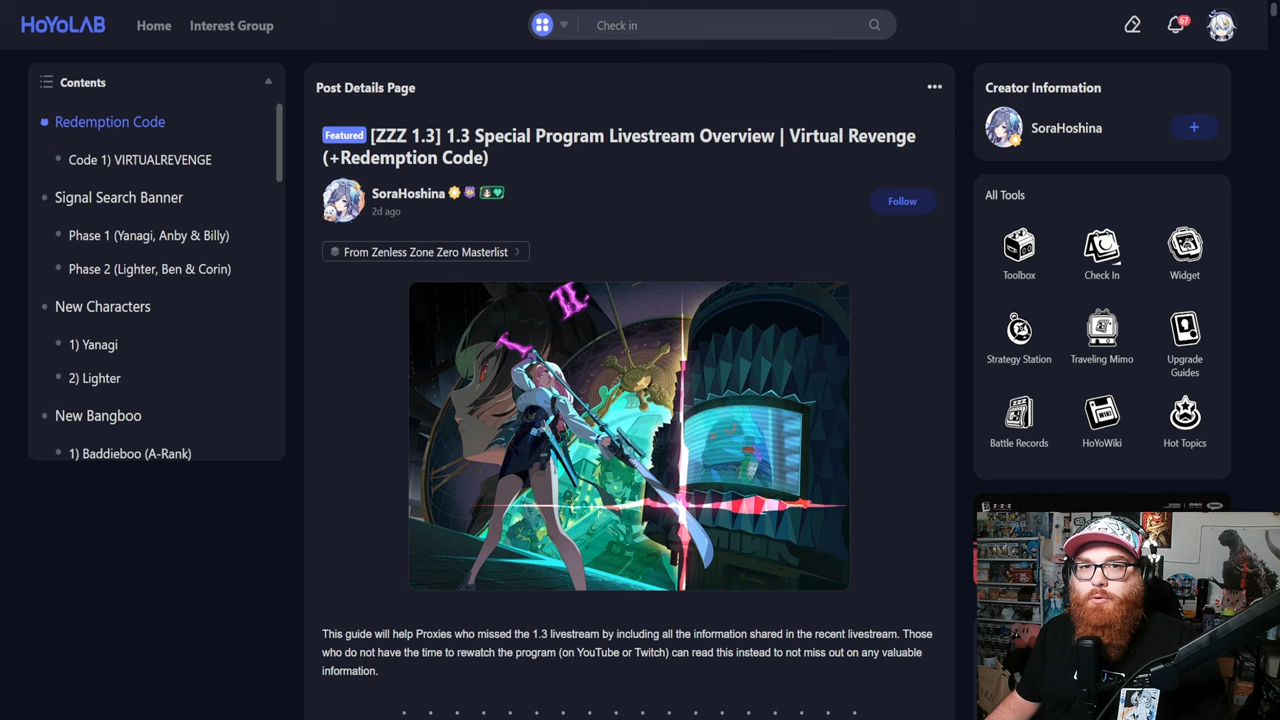 HoYoLAB
Home
Interest Group
Check in
67
Contents
Redemption Code
Code 1) VIRTUALREVENGE
Signal Search Banner
Phase 1 (Yanagi, Anby & Billy)
Phase 2 (Lighter, Ben & Corin)
New Characters
1) Yanagi
2) Lighter
New Bangboo
1) Baddieboo (A-Rank)
Post Details Page
Featured [ZZZ 1.3] 1.3 Special Program Livestream Overview | Virtual Revenge
(+Redemption Code)
SoraHoshina
2d ago
Follow
From Zenless Zone Zero Masterlist
This guide will help Proxies who missed the 1.3 livestream by including all the information shared in the recent livestream. Those
who do not have the time to rewatch the program (on YouTube or Twitch) can read this instead to not miss out on any valuable
information.
Creator Information
SoraHoshina
All Tools
Toolbox
Check In
Widget
Strategy Station
Traveling Mimo
Upgrade
Guides
Battle Records
HoYoWiki
Hot Topics